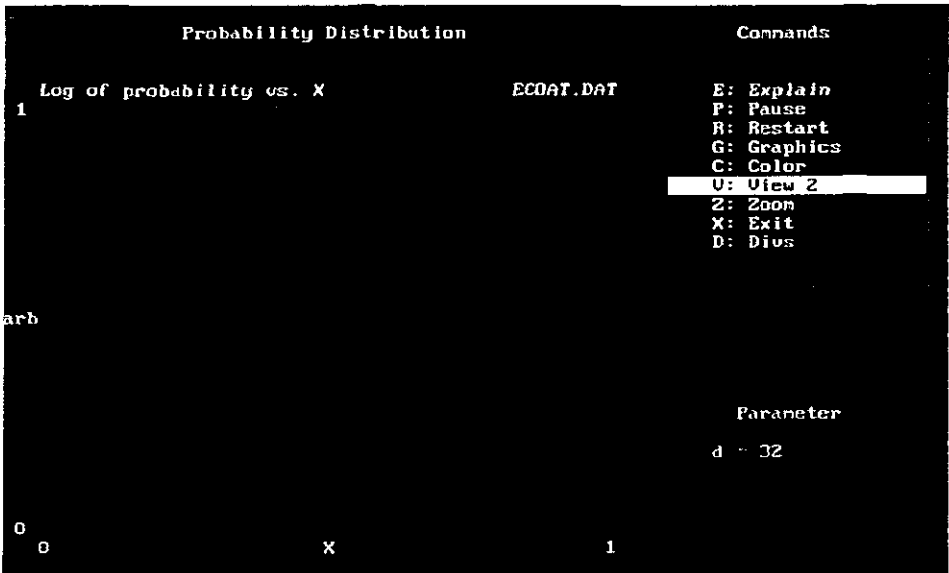 Probability Distribution
Commands
Log of probability vs. X
ECOAT.DAT
1
E: Explain
P: Pause
R: Restart
G: Graphics
C: Color
V: View 2
Z: Zoom
X: Exit
D: Divs
arb
Parameter
d = 32
0
0 X 1